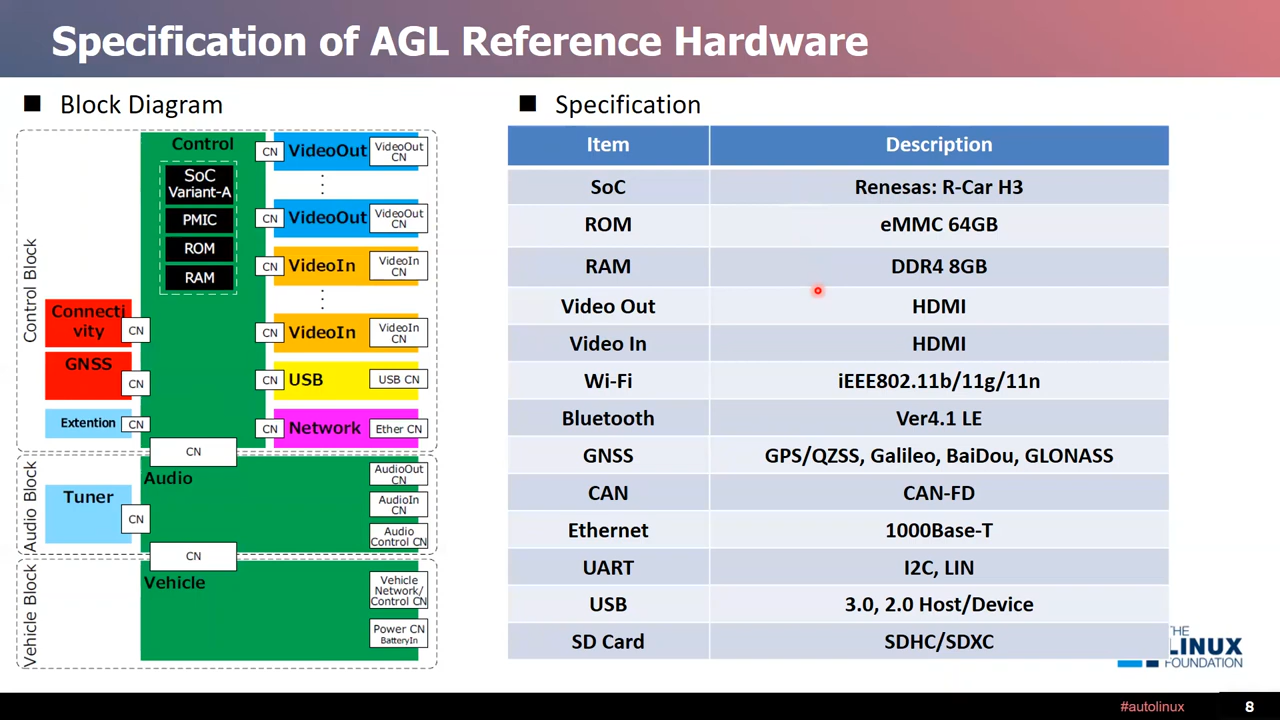 Specification of AGL Reference Hardware
■ Block Diagram
Control Block
Control
SoC
Variant-A
PMIC
ROM
RAM
CN
VideoOut
VideoOut
CN
CN
VideoOut
VideoOut
CN
CN
VideoIn
VideoIn
CN
CN
VideoIn
VideoIn
CN
CN
USB
USB CN
CN
Network
Ether CN
Connecti
vity
CN
GNSS
CN
Extention
CN
CN
Audio Block
Audio
Tuner
CN
AudioOut
CN
AudioIn
CN
Audio
Control CN
CN
Vehicle Block
Vehicle
Vehicle
Network/
Control CN
Power CN
BatteryIn
■ Specification
Item Description
SoC Renesas: R-Car H3
ROM eMMC 64GB
RAM DDR4 8GB
Video Out HDMI
Video In HDMI
Wi-Fi iEEE802.11b/11g/11n
Bluetooth Ver4.1 LE
GNSS GPS/QZSS, Galileo, BaiDou, GLONASS
CAN CAN-FD
Ethernet 1000Base-T
UART I2C, LIN
USB 3.0, 2.0 Host/Device
SD Card SDHC/SDXC
THE
LINUX
FOUNDATION
#autolinux
8